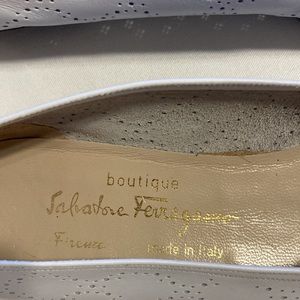 boutique
Salvatore Ferragamo
Firenze made in Italy